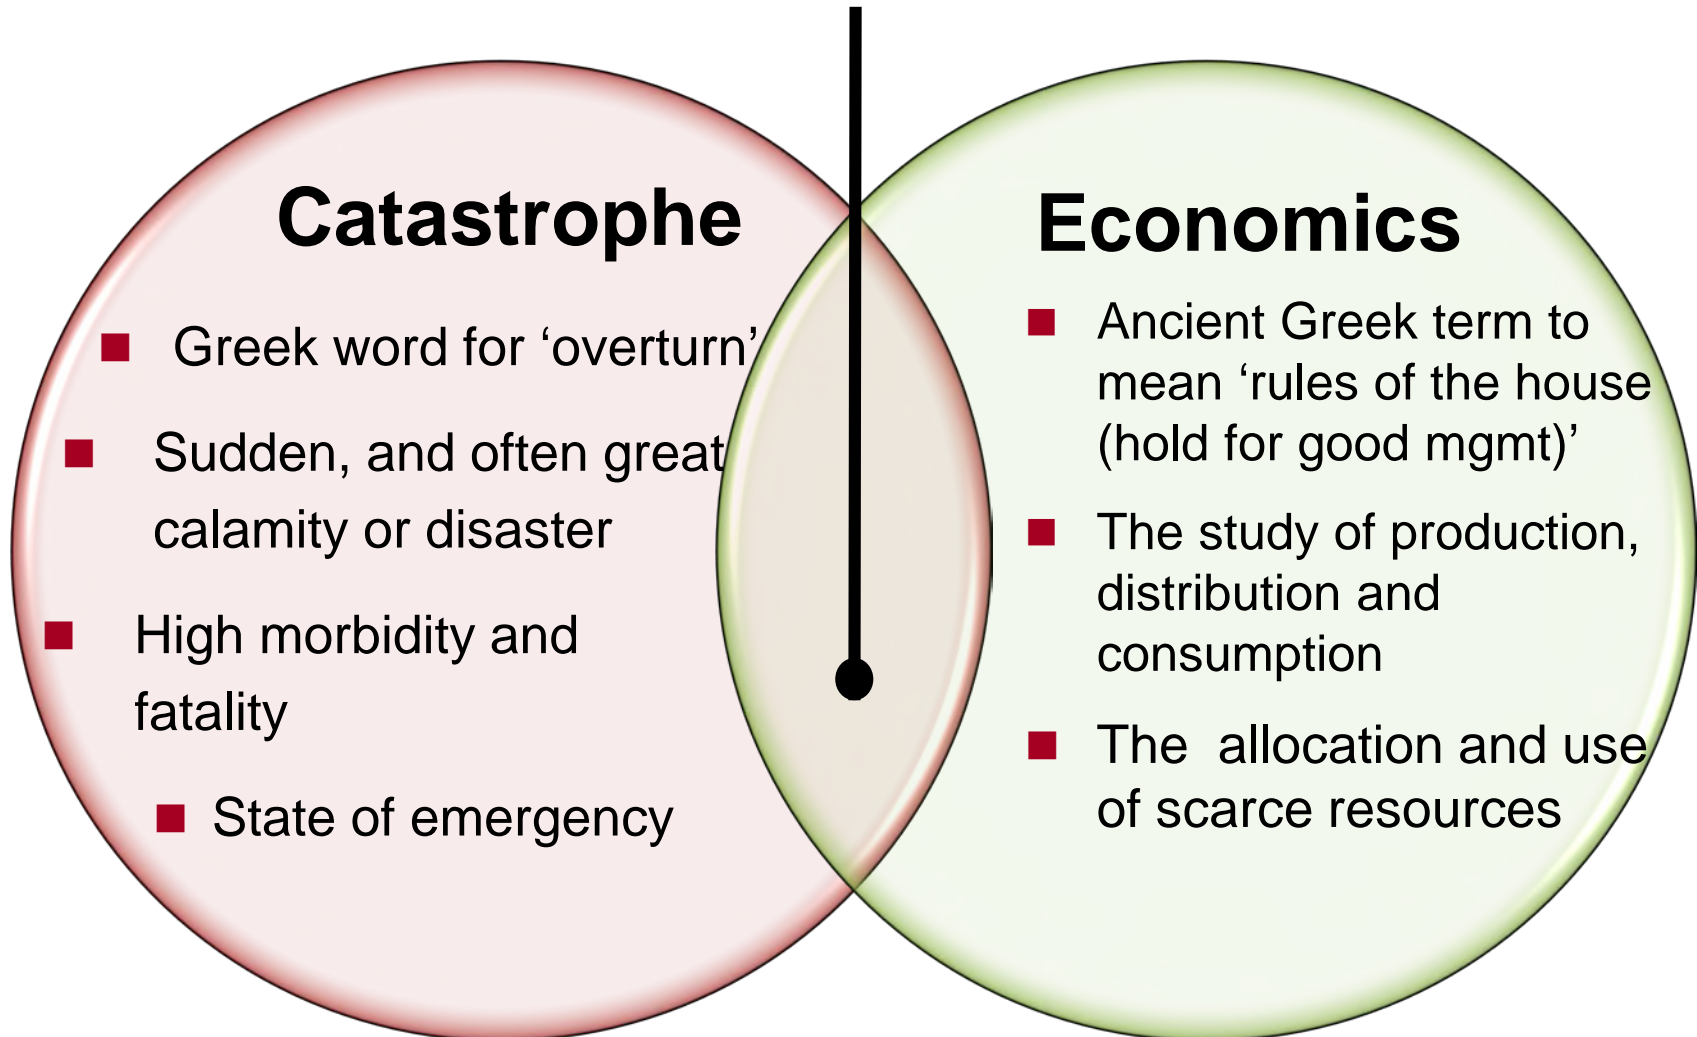 Catastrophe
Greek word for ‘overturn’
Sudden, and often great
calamity or disaster
High morbidity and
fatality
State of emergency
Economics
Ancient Greek term to
mean ‘rules of the house
(hold for good mgmt)’
The study of production,
distribution and
consumption
The allocation and use
of scarce resources